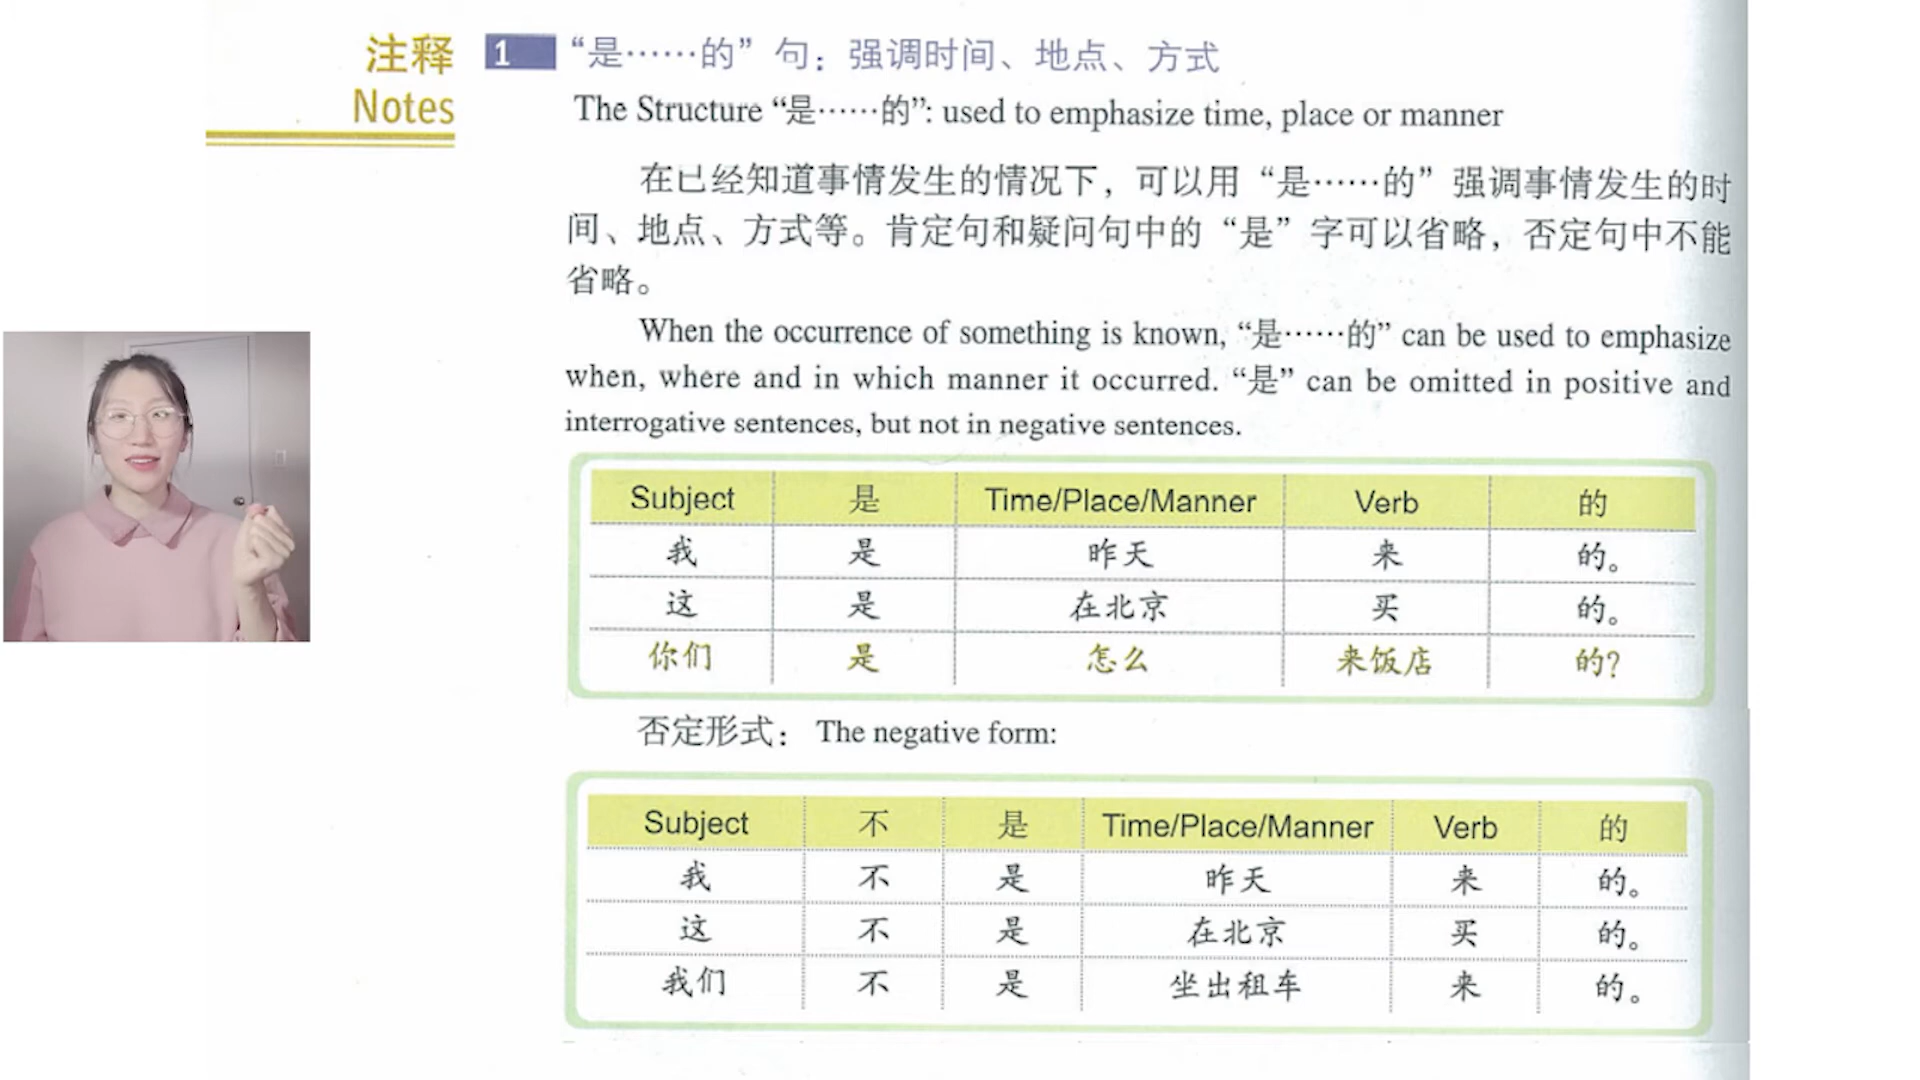 注释
Notes
1 “是……的”句：强调时间、地点、方式
The Structure “是……的”: used to emphasize time, place or manner
在已经知道事情发生的情况下，可以用“是……的”强调事情发生的时
间、地点、方式等。肯定句和疑问句中的“是”字可以省略，否定句中不能
省略。
When the occurrence of something is known, “是……的” can be used to emphasize
when, where and in which manner it occurred. “是” can be omitted in positive and
interrogative sentences, but not in negative sentences.
Subject 是 Time/Place/Manner Verb 的
我 是 昨天 来 的。
这 是 在北京 买 的。
你们 是 怎么 来饭店 的？
否定形式： The negative form:
Subject 不 是 Time/Place/Manner Verb 的
我 不 是 昨天 来 的。
这 不 是 在北京 买 的。
我们 不 是 坐出租车 来 的。